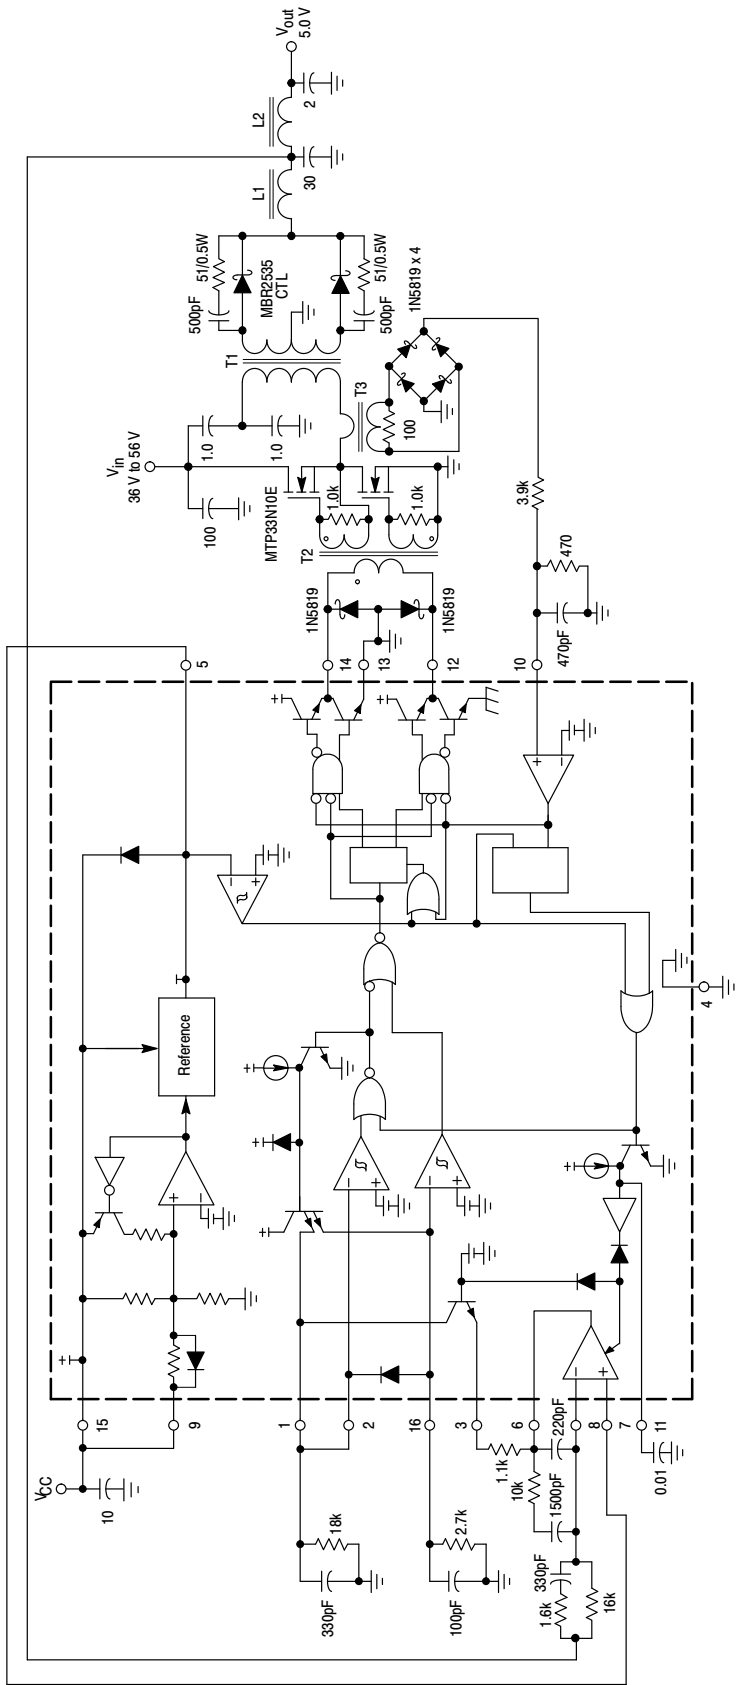 VCC
15
10
9
Reference
5
Vin
36 V to 56 V
100
1.0
1.0
T1
500pF
51/0.5W
MBR2535
CTL
500pF
51/0.5W
L1
L2
30
2
Vout
5.0 V
MTP33N10E
1.0k
1.0k
T2
T3
100
1N5819 x 4
1N5819
14
13
12
1N5819
1
2
330pF
18k
16
100pF
2.7k
3
1.1k
6
10k
220pF
1500pF
330pF
1.6k
16k
8
7
11
0.01
10
3.9k
470pF
470
4